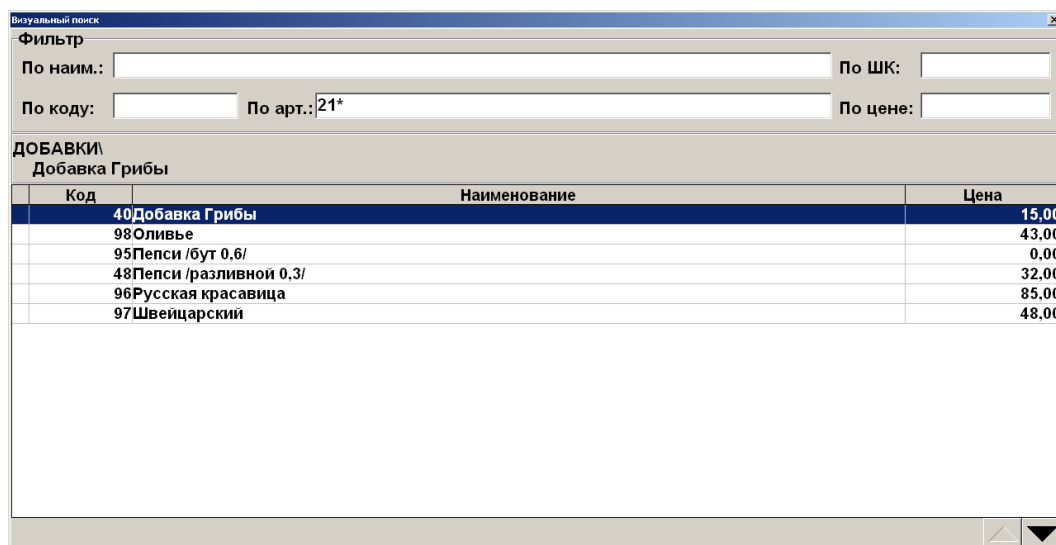 Визуальный поиск
Фильтр
По наим.: По ШК:
По коду: По арт.: 21* По цене:
ДОБАВКИ\
Добавка Грибы
Код Наименование Цена
40 Добавка Грибы 15,00
98 Оливье 43,00
95 Пепси /бут 0,6/ 0,00
48 Пепси /разливной 0,3/ 32,00
96 Русская красавица 85,00
97 Швейцарский 48,00